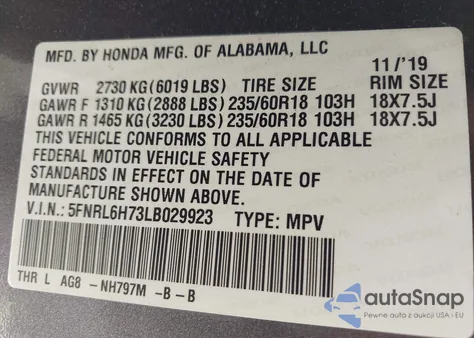 MFD. BY HONDA MFG. OF ALABAMA, LLC
11/'19
GVWR 2730 KG (6019 LBS) TIRE SIZE RIM SIZE
GAWR F 1310 KG (2888 LBS) 235/60R18 103H 18X7.5J
GAWR R 1465 KG (3230 LBS) 235/60R18 103H 18X7.5J
THIS VEHICLE CONFORMS TO ALL APPLICABLE
FEDERAL MOTOR VEHICLE SAFETY
STANDARDS IN EFFECT ON THE DATE OF
MANUFACTURE SHOWN ABOVE.
V.I.N.: 5FNRL6H73LB029923 TYPE: MPV
THR L AG8 -NH797M -B -B
autaSnap
Pewne auta z aukcji USA i EU